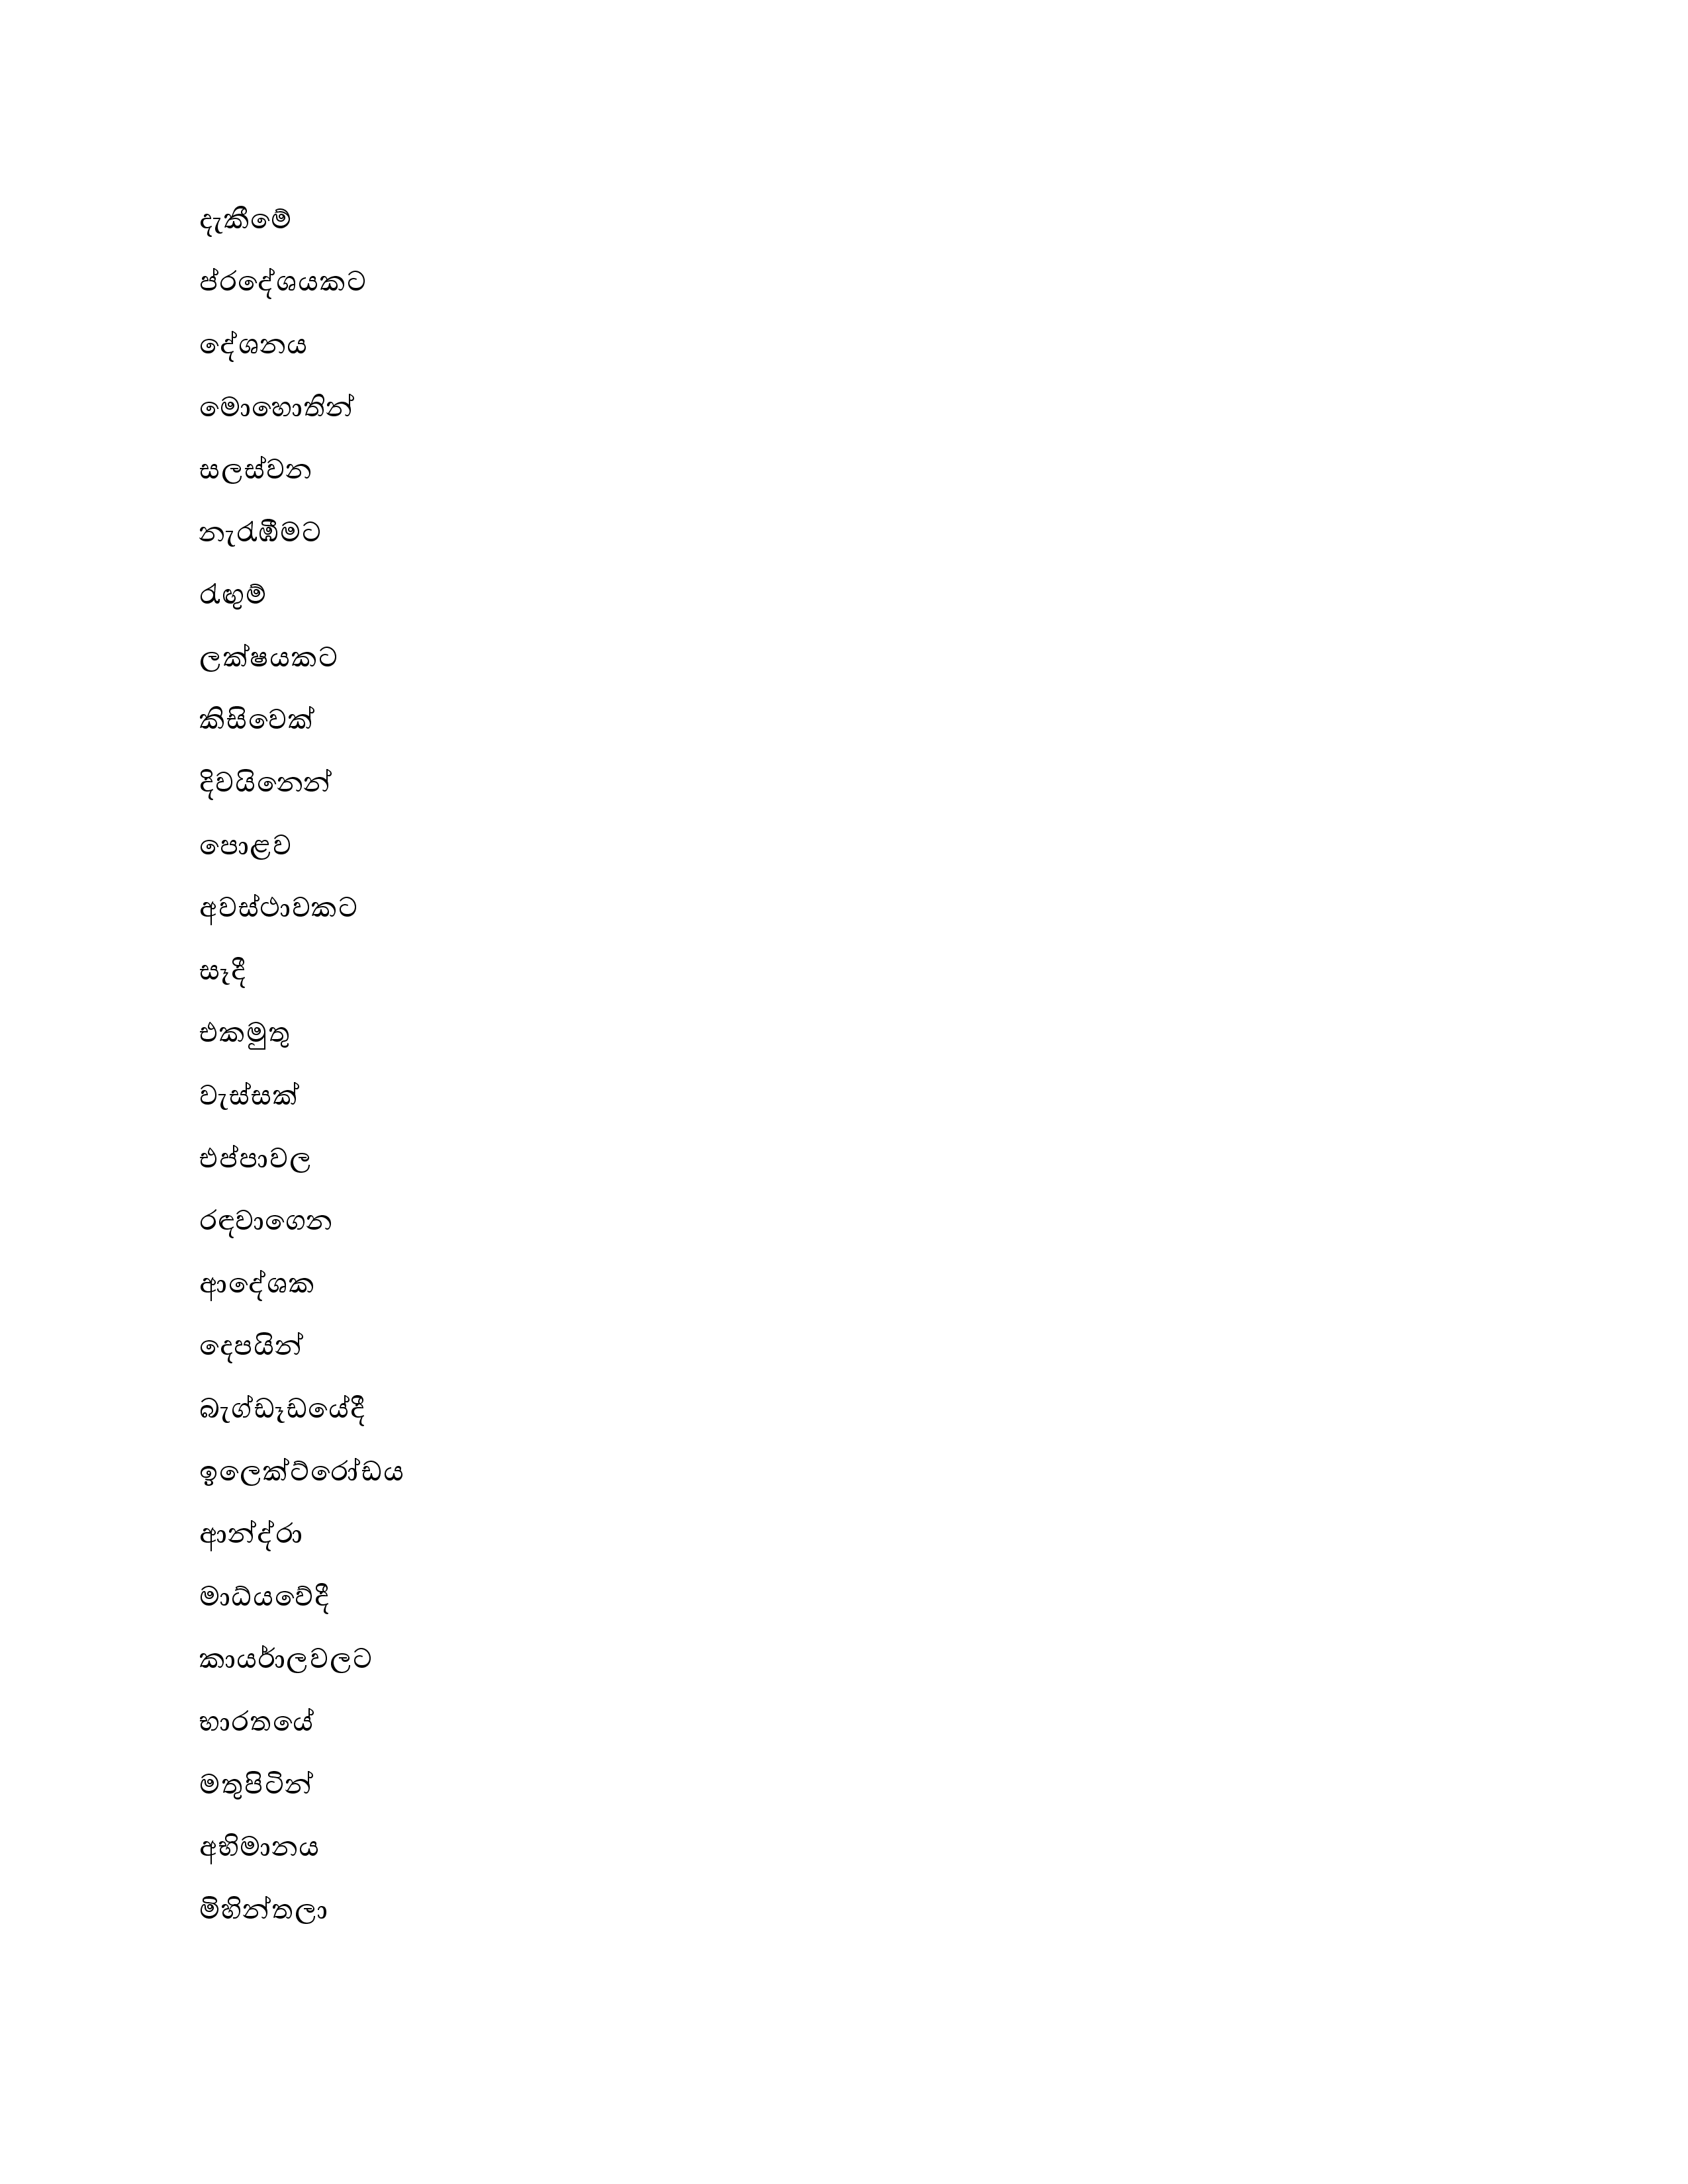 දැකීමේ
ප්රදේශයකට
දේශනය
මොහොතින්
සලස්වන
නැරඹීමට
රැඟුම්
ලක්ෂයකට
කිසිවෙක්
දිවයිනෙන්
පොළව
අවස්ථාවකට
සෑදී
එකමුතු
වැස්සක්
එප්පාවල
රඳවාගෙන
ආදේශක
දෙපයින්
බැග්ඩෑඩයේදී
ඉලෙක්ට්රෝඩය
ආන්ද්රා
මාධ්යවේදී
කායර්ාලවලට
භාරතයේ
මතුපිටින්
අභිමානය
මිහින්තලා